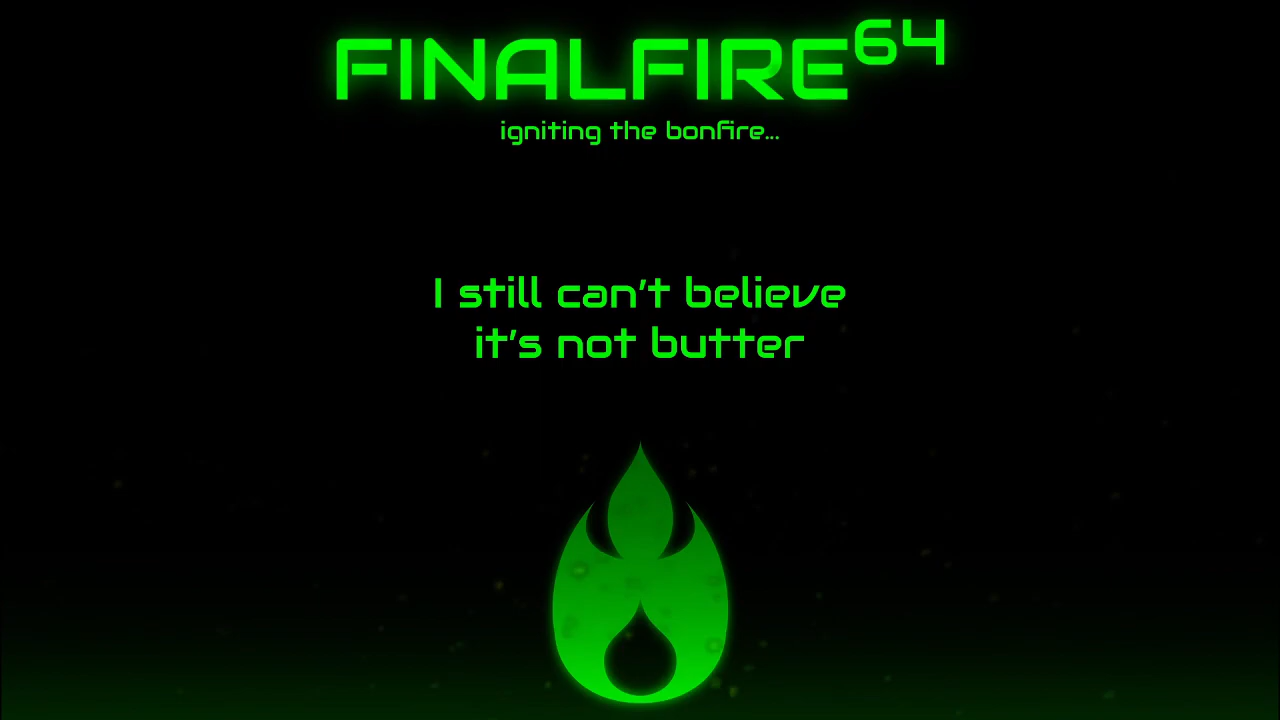 FINALFIRE64
igniting the bonfire...
I still can't believe
it's not butter